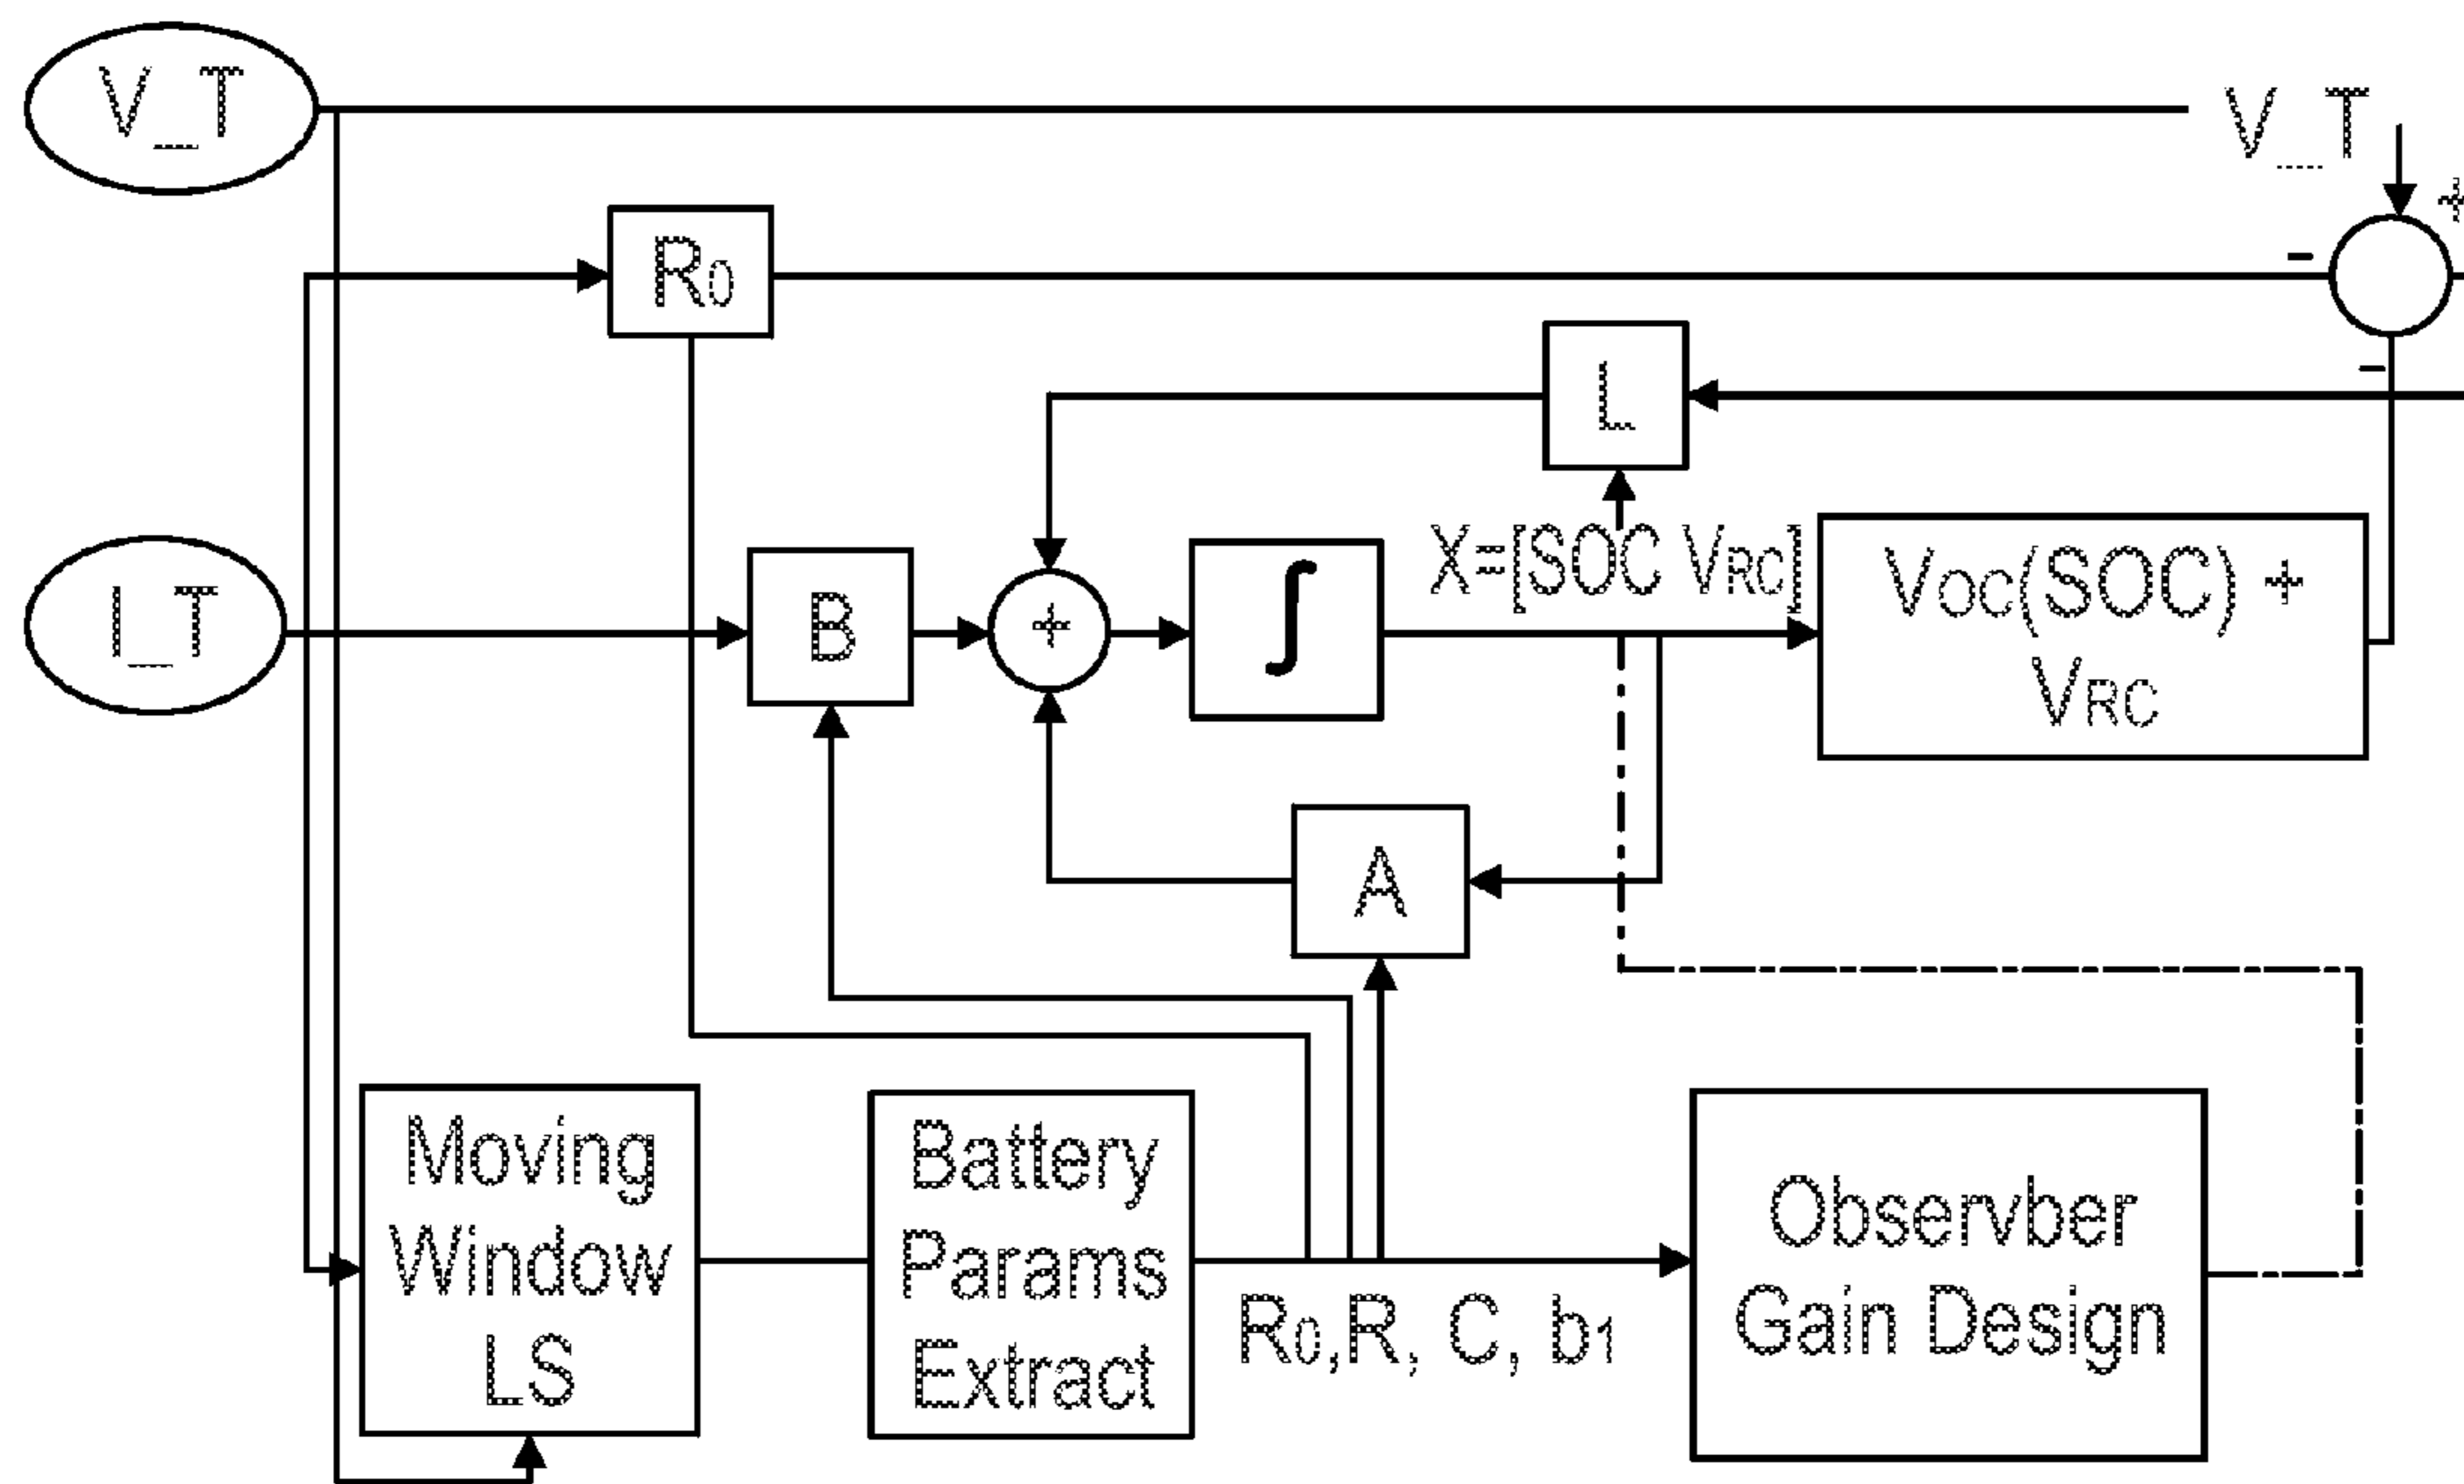 V_T
V_T
+
R0
-
L
-
I_T
B
+
∫
X=[SOC VRC]
VOC(SOC) +
VRC
A
Moving
Window
LS
Battery
Params
Extract
R0,R, C, b1
Observber
Gain Design